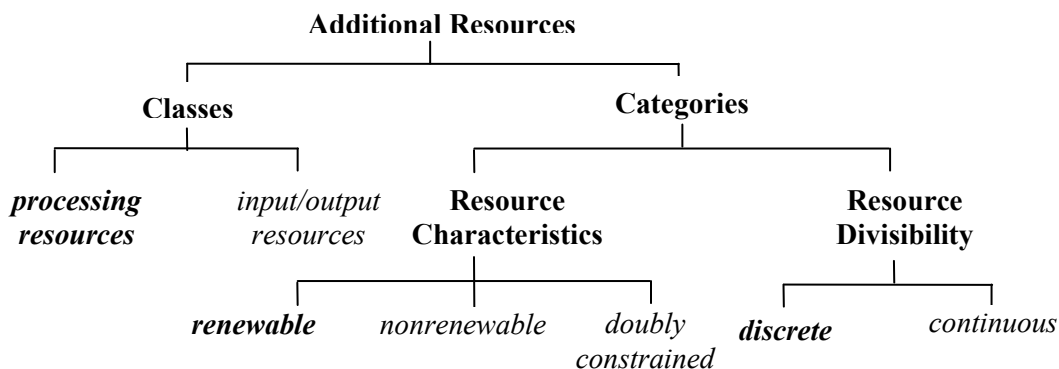 Additional Resources
Classes
Categories
processing
resources
input/output
resources
Resource
Characteristics
Resource
Divisibility
renewable
nonrenewable
doubly
constrained
discrete
continuous